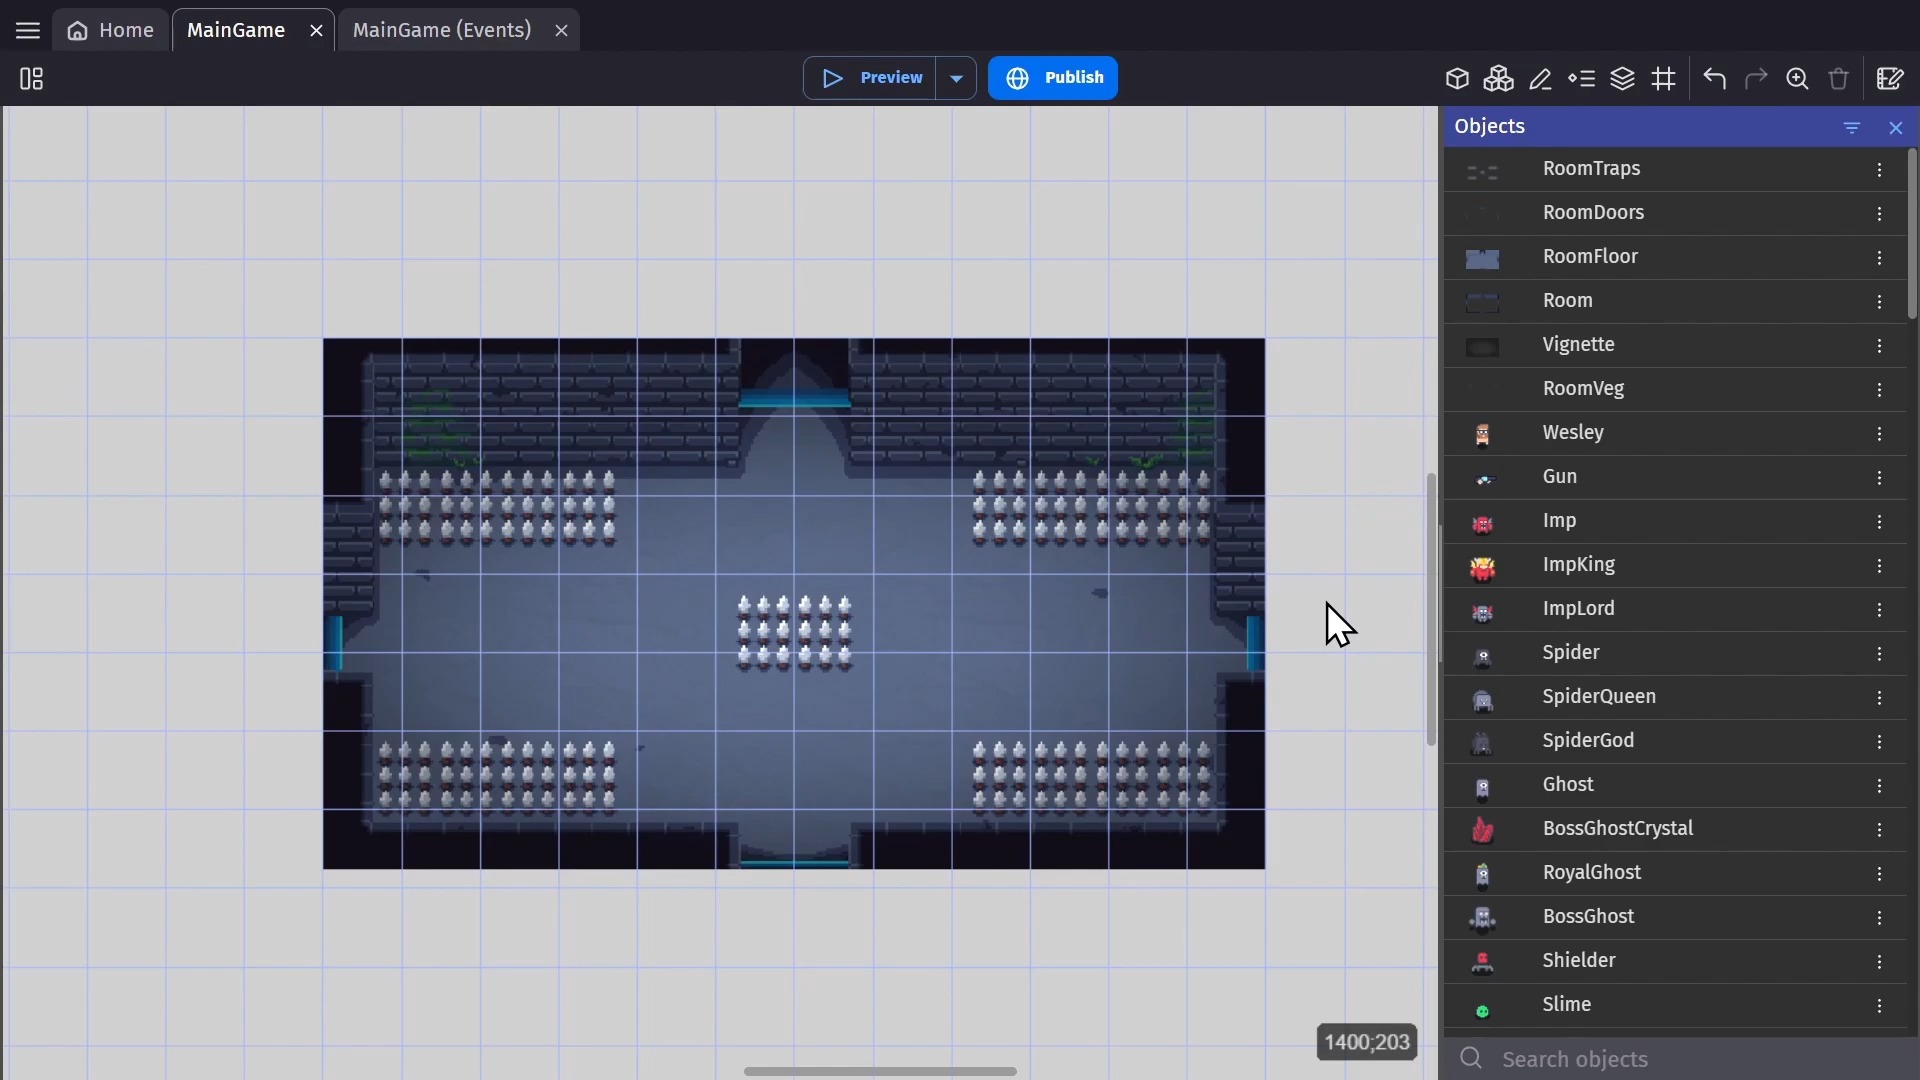 Home
MainGame
MainGame (Events)
Preview
Publish
Objects
RoomTraps
RoomDoors
RoomFloor
Room
Vignette
RoomVeg
Wesley
Gun
Imp
ImpKing
ImpLord
Spider
SpiderQueen
SpiderGod
Ghost
BossGhostCrystal
RoyalGhost
BossGhost
Shielder
Slime
1400;203
Search objects